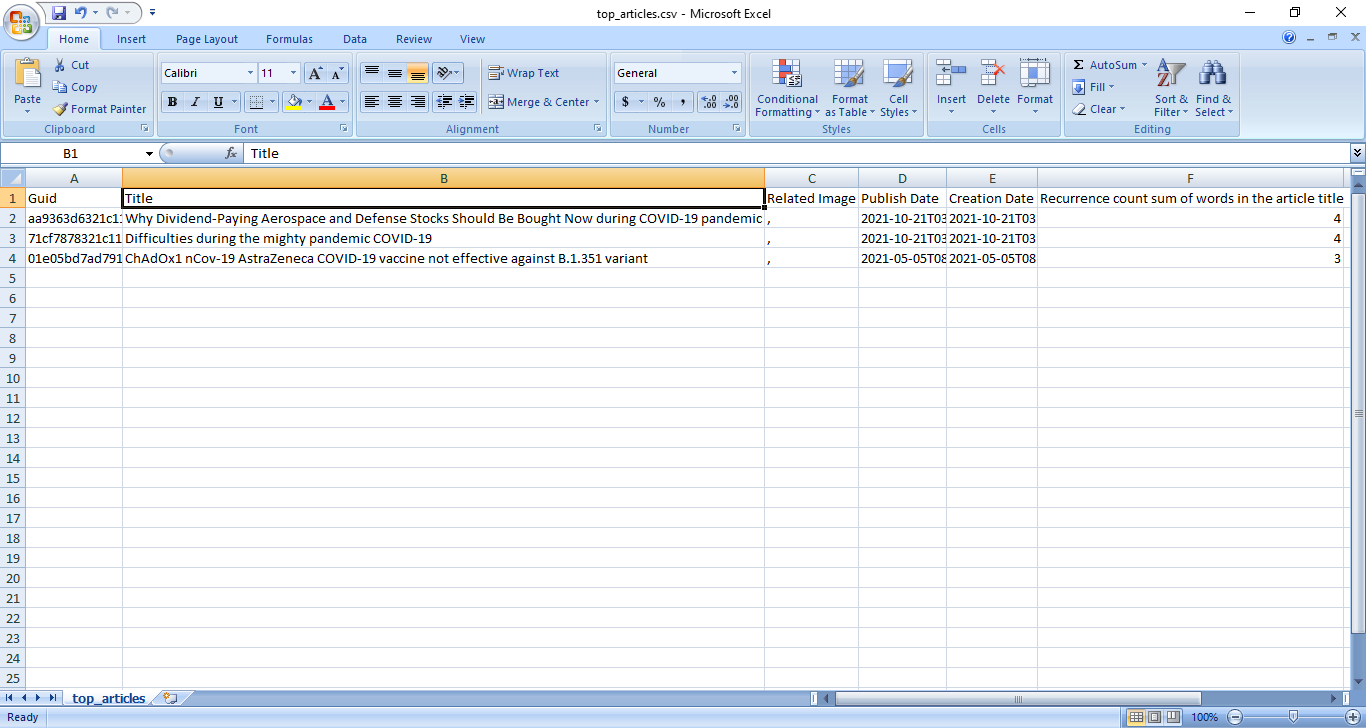 top_articles.csv - Microsoft Excel
Home Insert Page Layout Formulas Data Review View
Paste Cut Copy Format Painter
Clipboard
Calibri 11 A A
B I U A
Font
Wrap Text
Merge & Center
Alignment
General
$ % , .0 .00 .00 .0
Number
Conditional Formatting
Format as Table
Cell Styles
Styles
Insert Delete Format
Cells
Σ AutoSum
Fill
Clear
Sort & Filter
Find & Select
Editing
B1 fx Title
A B C D E F
1 Guid Title Related Image Publish Date Creation Date Recurrence count sum of words in the article title
2 aa9363d6321c11 Why Dividend-Paying Aerospace and Defense Stocks Should Be Bought Now during COVID-19 pandemic , 2021-10-21T03 2021-10-21T03 4
3 71cf7878321c11 Difficulties during the mighty pandemic COVID-19 , 2021-10-21T03 2021-10-21T03 4
4 01e05bd7ad791 ChAdOx1 nCov-19 AstraZeneca COVID-19 vaccine not effective against B.1.351 variant , 2021-05-05T08 2021-05-05T08 3
5
6
7
8
9
10
11
12
13
14
15
16
17
18
19
20
21
22
23
24
25
top_articles
Ready 100%